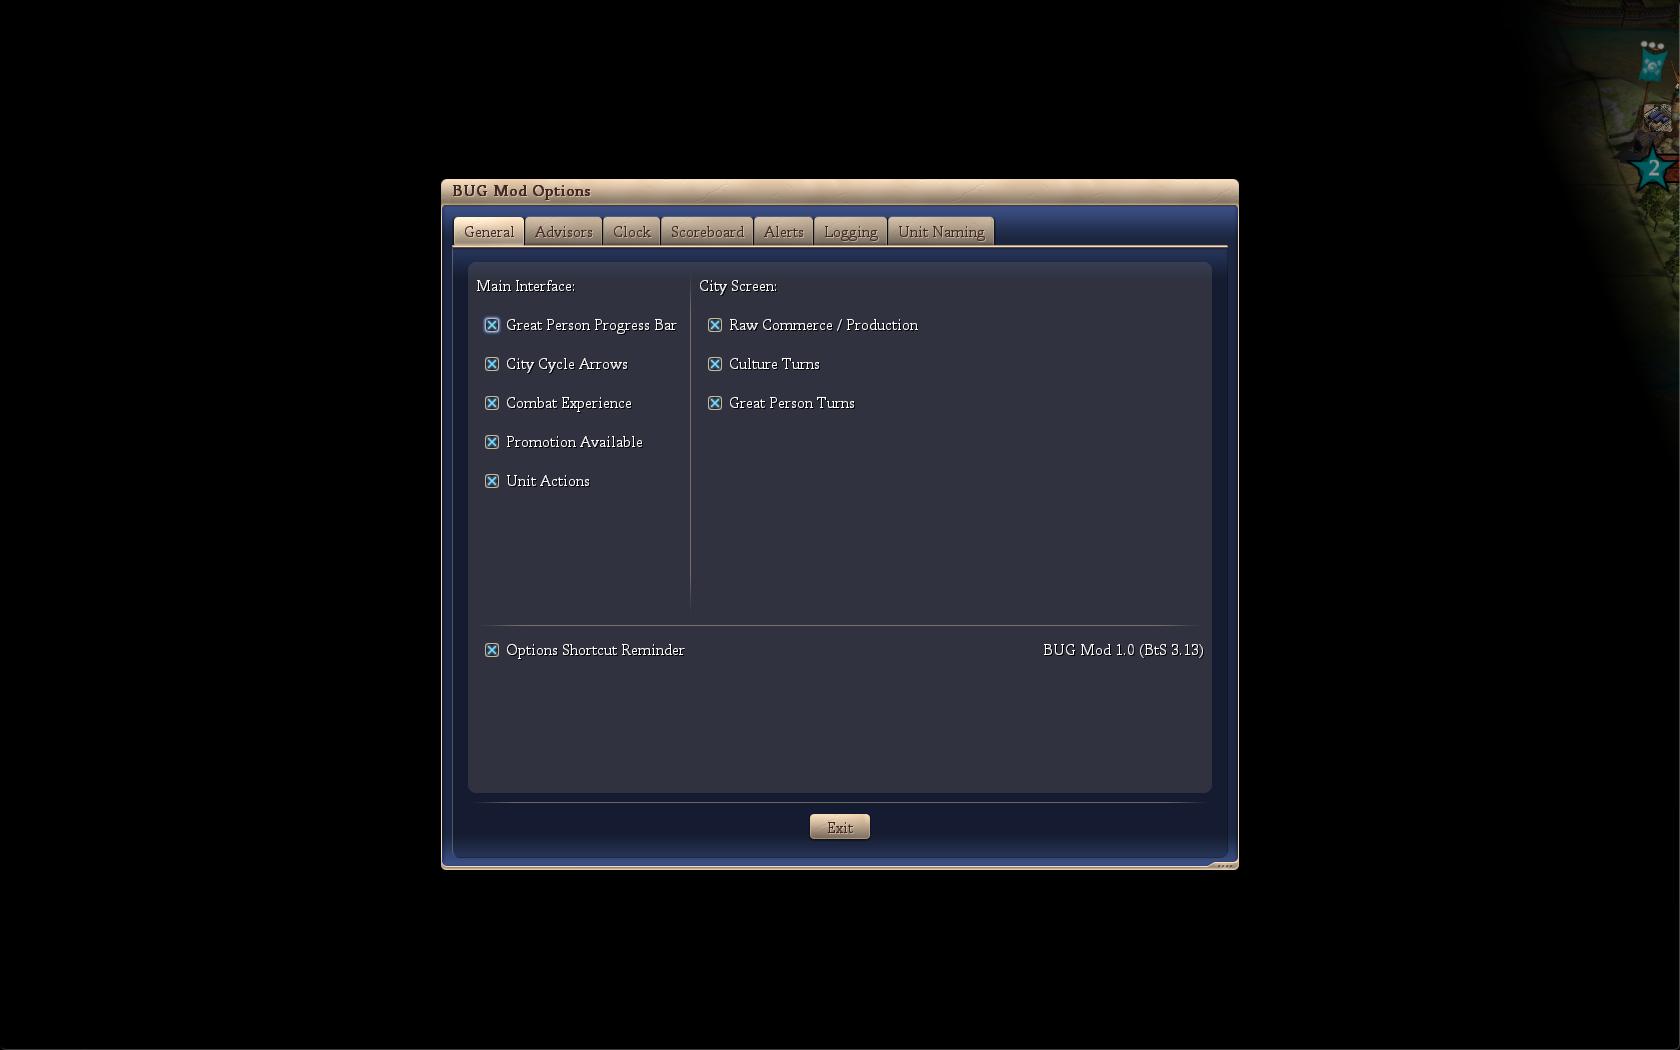 BUG Mod Options
General Advisors Clock Scoreboard Alerts Logging Unit Naming
Main Interface:
Great Person Progress Bar
City Cycle Arrows
Combat Experience
Promotion Available
Unit Actions
City Screen:
Raw Commerce / Production
Culture Turns
Great Person Turns
Options Shortcut Reminder
BUG Mod 1.0 (BtS 3.13)
Exit
2